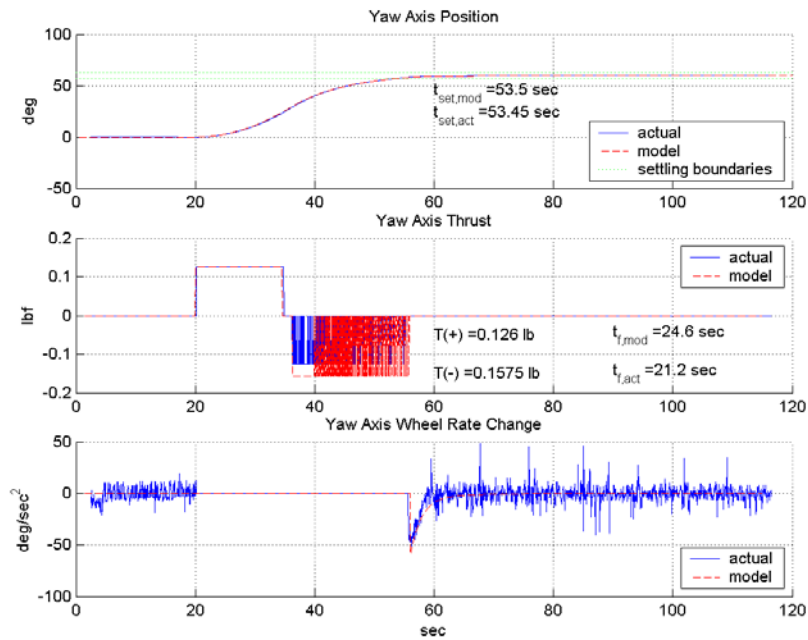 Yaw Axis Position
100
50
0
-50
deg
0
20
40
60
80
100
120
t_set,mod =53.5 sec
t_set,act =53.45 sec
actual
model
settling boundaries
Yaw Axis Thrust
0.2
0.1
0
-0.1
-0.2
lbf
0
20
40
60
80
100
120
actual
model
T(+) =0.126 lb
t_f,mod =24.6 sec
T(-) =0.1575 lb
t_f,act =21.2 sec
Yaw Axis Wheel Rate Change
50
0
-50
-100
deg/sec²
0
20
40
60
80
100
120
sec
actual
model